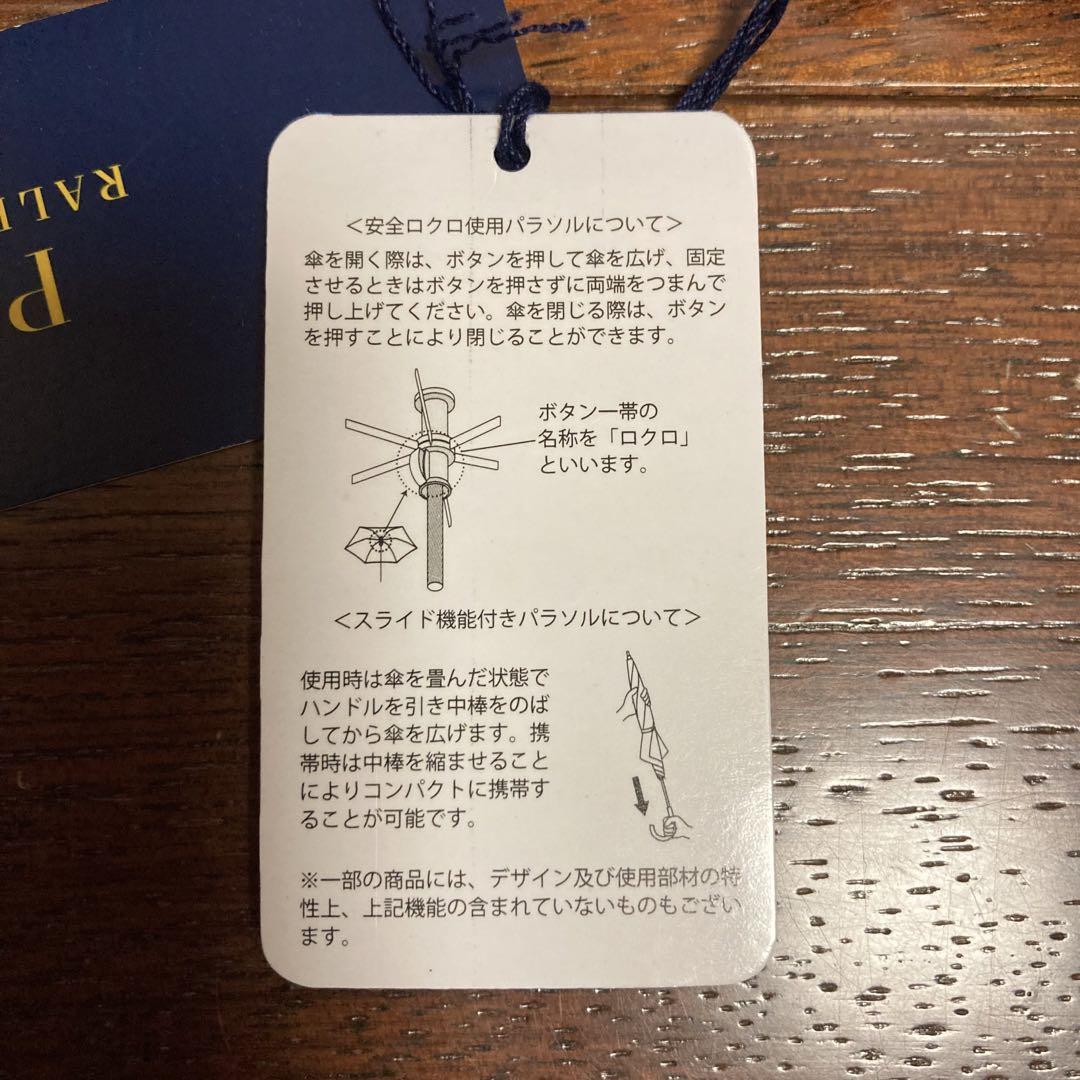 RAL
P
＜安全ロクロ使用パラソルについて＞
傘を開く際は、ボタンを押して傘を広げ、固定
させるときはボタンを押さずに両端をつまんで
押し上げてください。傘を閉じる際は、ボタン
を押すことにより閉じることができます。
ボタン一帯の
名称を「ロクロ」
といいます。
＜スライド機能付きパラソルについて＞
使用時は傘を畳んだ状態で
ハンドルを引き中棒をのば
してから傘を広げます。携
帯時は中棒を縮ませること
によりコンパクトに携帯す
ることが可能です。
※一部の商品には、デザイン及び使用部材の特
性上、上記機能の含まれていないものもござい
ます。